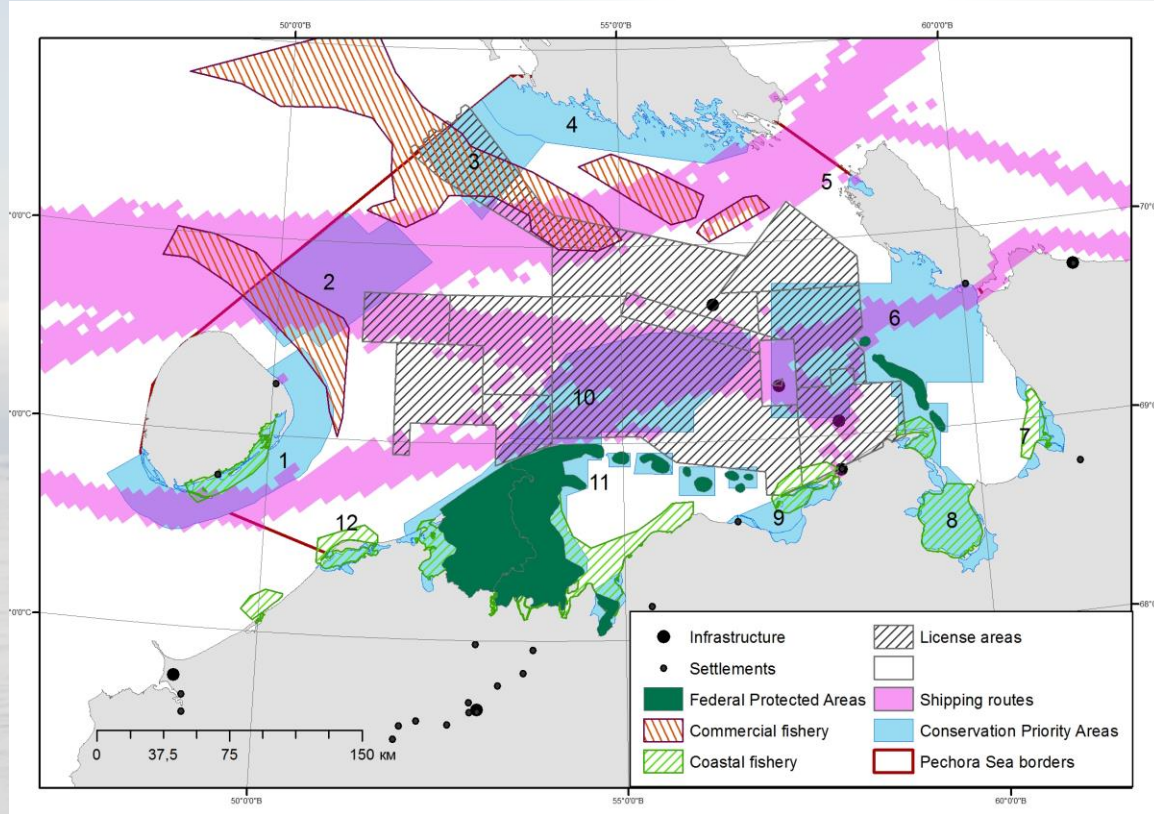 50°0'0"В 55°0'0"В 60°0'0"В
4
3
5
°0'0"С 70°
2
6
10
°0'0"С 69°
7
1
11
12 9 8
°0'0"С 68°
Infrastructure License areas
Settlements
Federal Protected Areas Shipping routes
Commercial fishery Conservation Priority Areas
Coastal fishery Pechora Sea borders
0 37,5 75 150 км
50°0'0"В 55°0'0"В 60°0'0"В